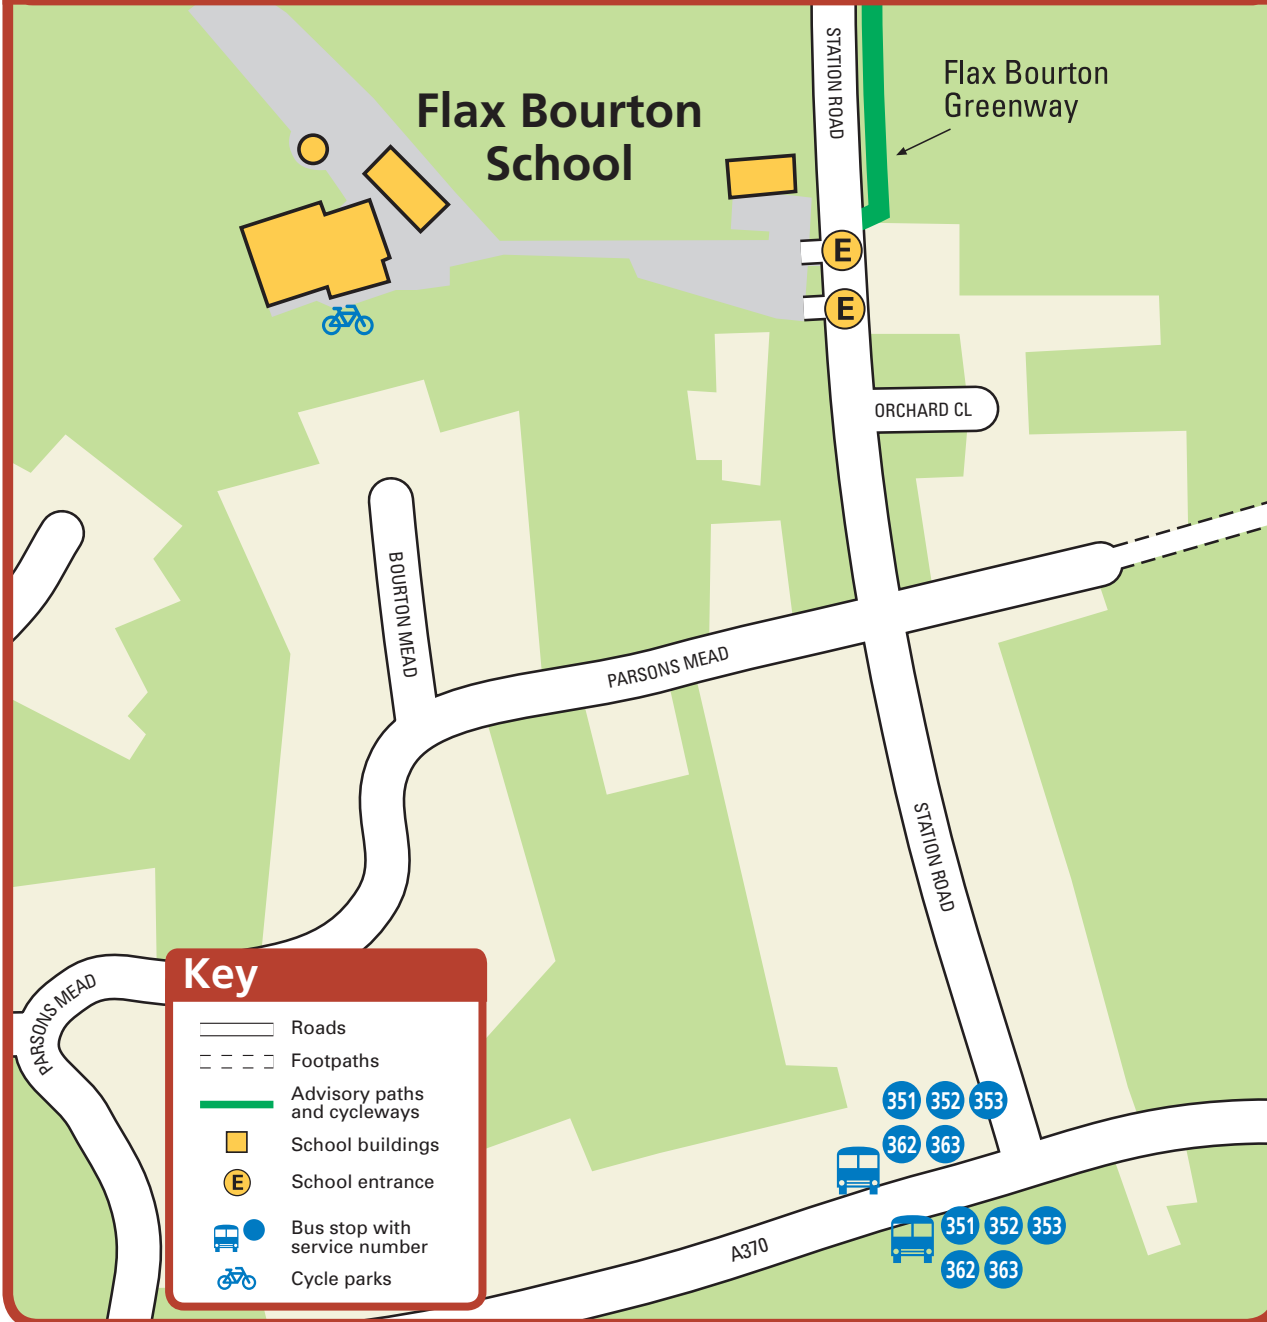 STATION ROAD
Flax Bourton
Greenway
Flax Bourton
School
E
E
ORCHARD CL
BOURTON MEAD
PARSONS MEAD
STATION ROAD
PARSONS MEAD
Key
Roads
Footpaths
Advisory paths
and cycleways
School buildings
E
School entrance
Bus stop with
service number
Cycle parks
351 352 353
362 363
351 352 353
362 363
A370